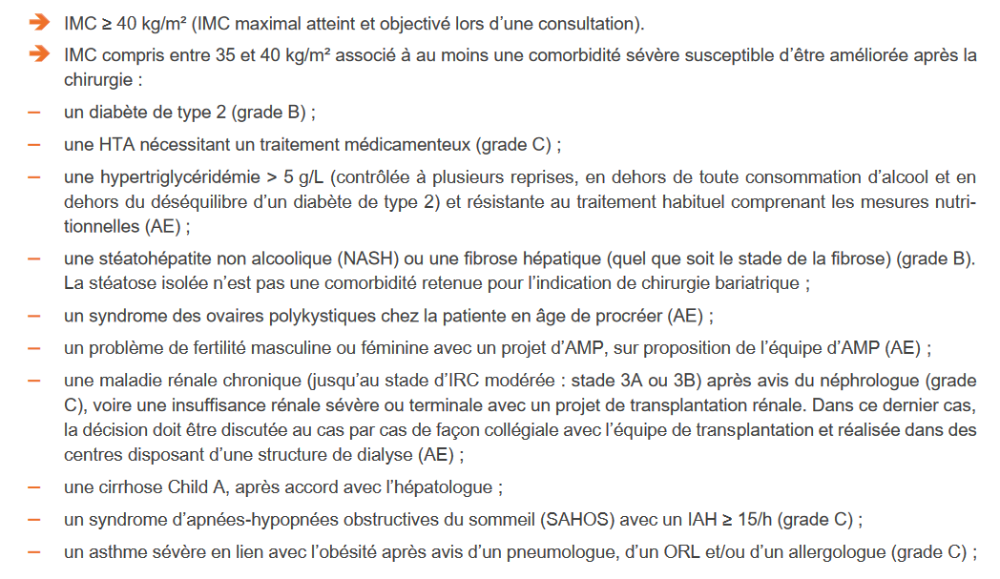 IMC ≥ 40 kg/m² (IMC maximal atteint et objectivé lors d’une consultation).
IMC compris entre 35 et 40 kg/m² associé à au moins une comorbidité sévère susceptible d’être améliorée après la
chirurgie :
– un diabète de type 2 (grade B) ;
– une HTA nécessitant un traitement médicamenteux (grade C) ;
– une hypertriglycéridémie > 5 g/L (contrôlée à plusieurs reprises, en dehors de toute consommation d’alcool et en
dehors du déséquilibre d’un diabète de type 2) et résistante au traitement habituel comprenant les mesures nutri-
tionnelles (AE) ;
– une stéatohépatite non alcoolique (NASH) ou une fibrose hépatique (quel que soit le stade de la fibrose) (grade B).
La stéatose isolée n’est pas une comorbidité retenue pour l’indication de chirurgie bariatrique ;
– un syndrome des ovaires polykystiques chez la patiente en âge de procréer (AE) ;
– un problème de fertilité masculine ou féminine avec un projet d’AMP, sur proposition de l’équipe d’AMP (AE) ;
– une maladie rénale chronique (jusqu’au stade d’IRC modérée : stade 3A ou 3B) après avis du néphrologue (grade
C), voire une insuffisance rénale sévère ou terminale avec un projet de transplantation rénale. Dans ce dernier cas,
la décision doit être discutée au cas par cas de façon collégiale avec l’équipe de transplantation et réalisée dans des
centres disposant d’une structure de dialyse (AE) ;
– une cirrhose Child A, après accord avec l’hépatologue ;
– un syndrome d’apnées-hypopnées obstructives du sommeil (SAHOS) avec un IAH ≥ 15/h (grade C) ;
– un asthme sévère en lien avec l’obésité après avis d’un pneumologue, d’un ORL et/ou d’un allergologue (grade C) ;